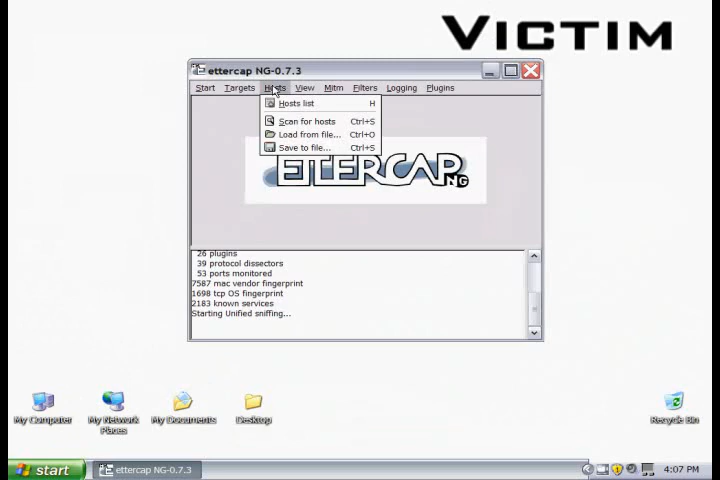 VICTIM
ettercap NG-0.7.3
Start Targets Hosts View Mitm Filters Logging Plugins
Hosts list H
Scan for hosts Ctrl+S
Load from file... Ctrl+O
Save to file... Ctrl+S
ETTERCAP NG
26 plugins
39 protocol dissectors
53 ports monitored
7587 mac vendor fingerprint
1698 tcp OS fingerprint
2183 known services
Starting Unified sniffing...
My Computer
My Network Places
My Documents
Desktop
Recycle Bin
start
ettercap NG-0.7.3
4:07 PM